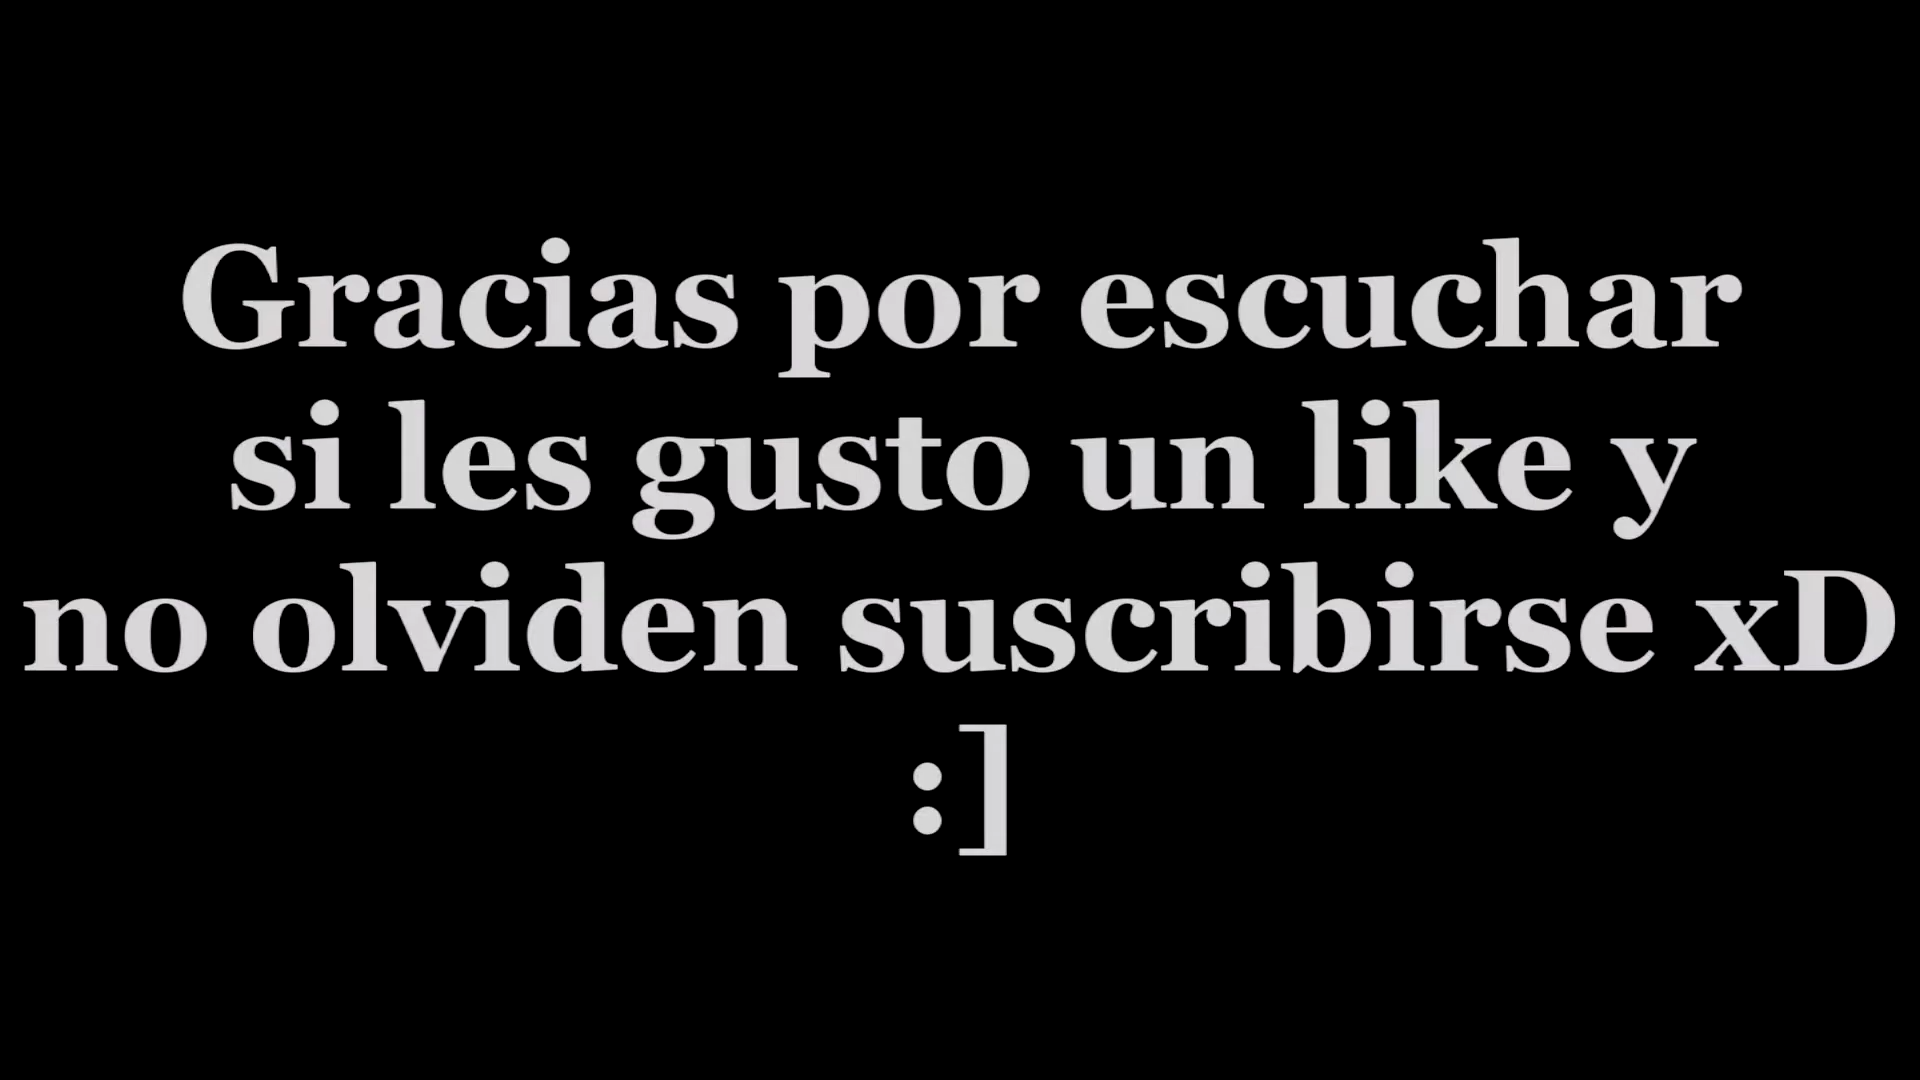 Gracias por escuchar
si les gusto un like y
no olviden suscribirse xD
:]